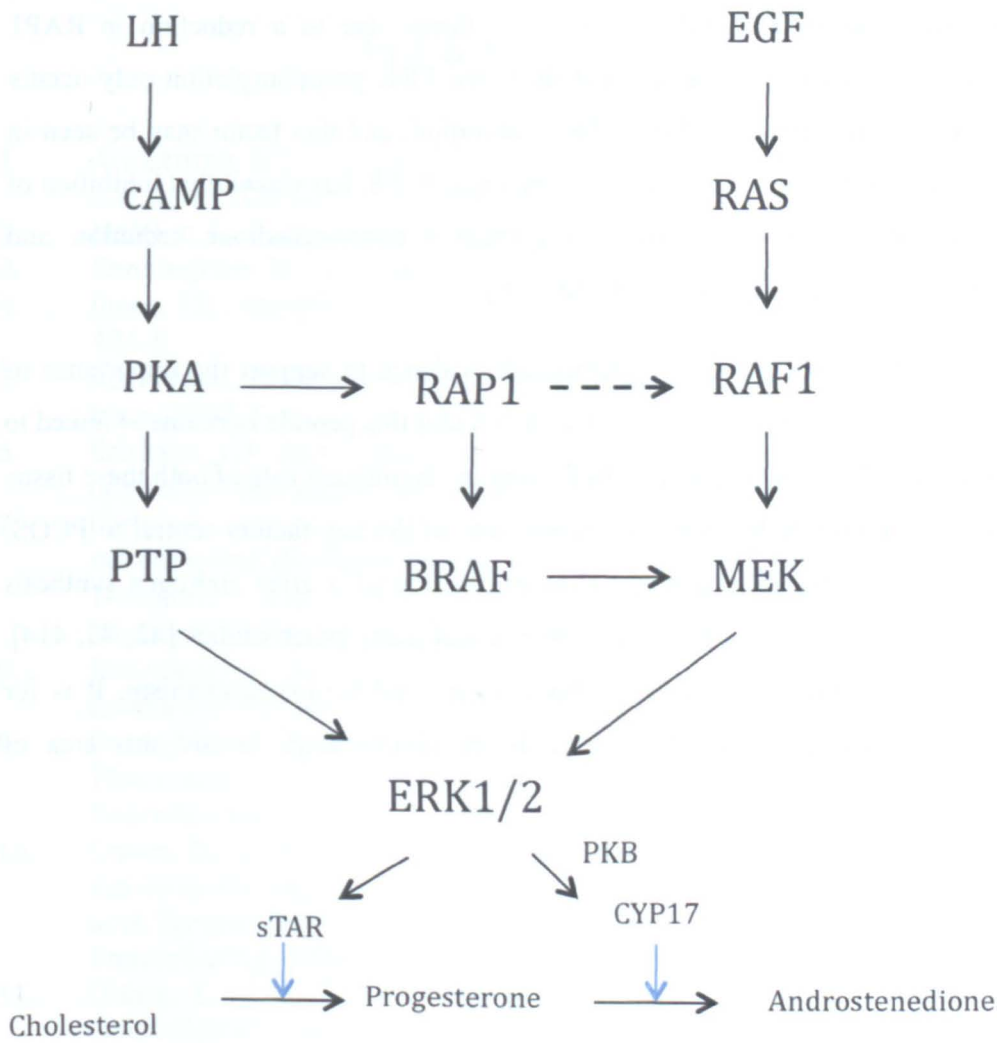 LH EGF
cAMP RAS
PKA RAP1 RAF1
PTP BRAF MEK
ERK1/2
PKB
sTAR CYP17
Cholesterol Progesterone Androstenedione